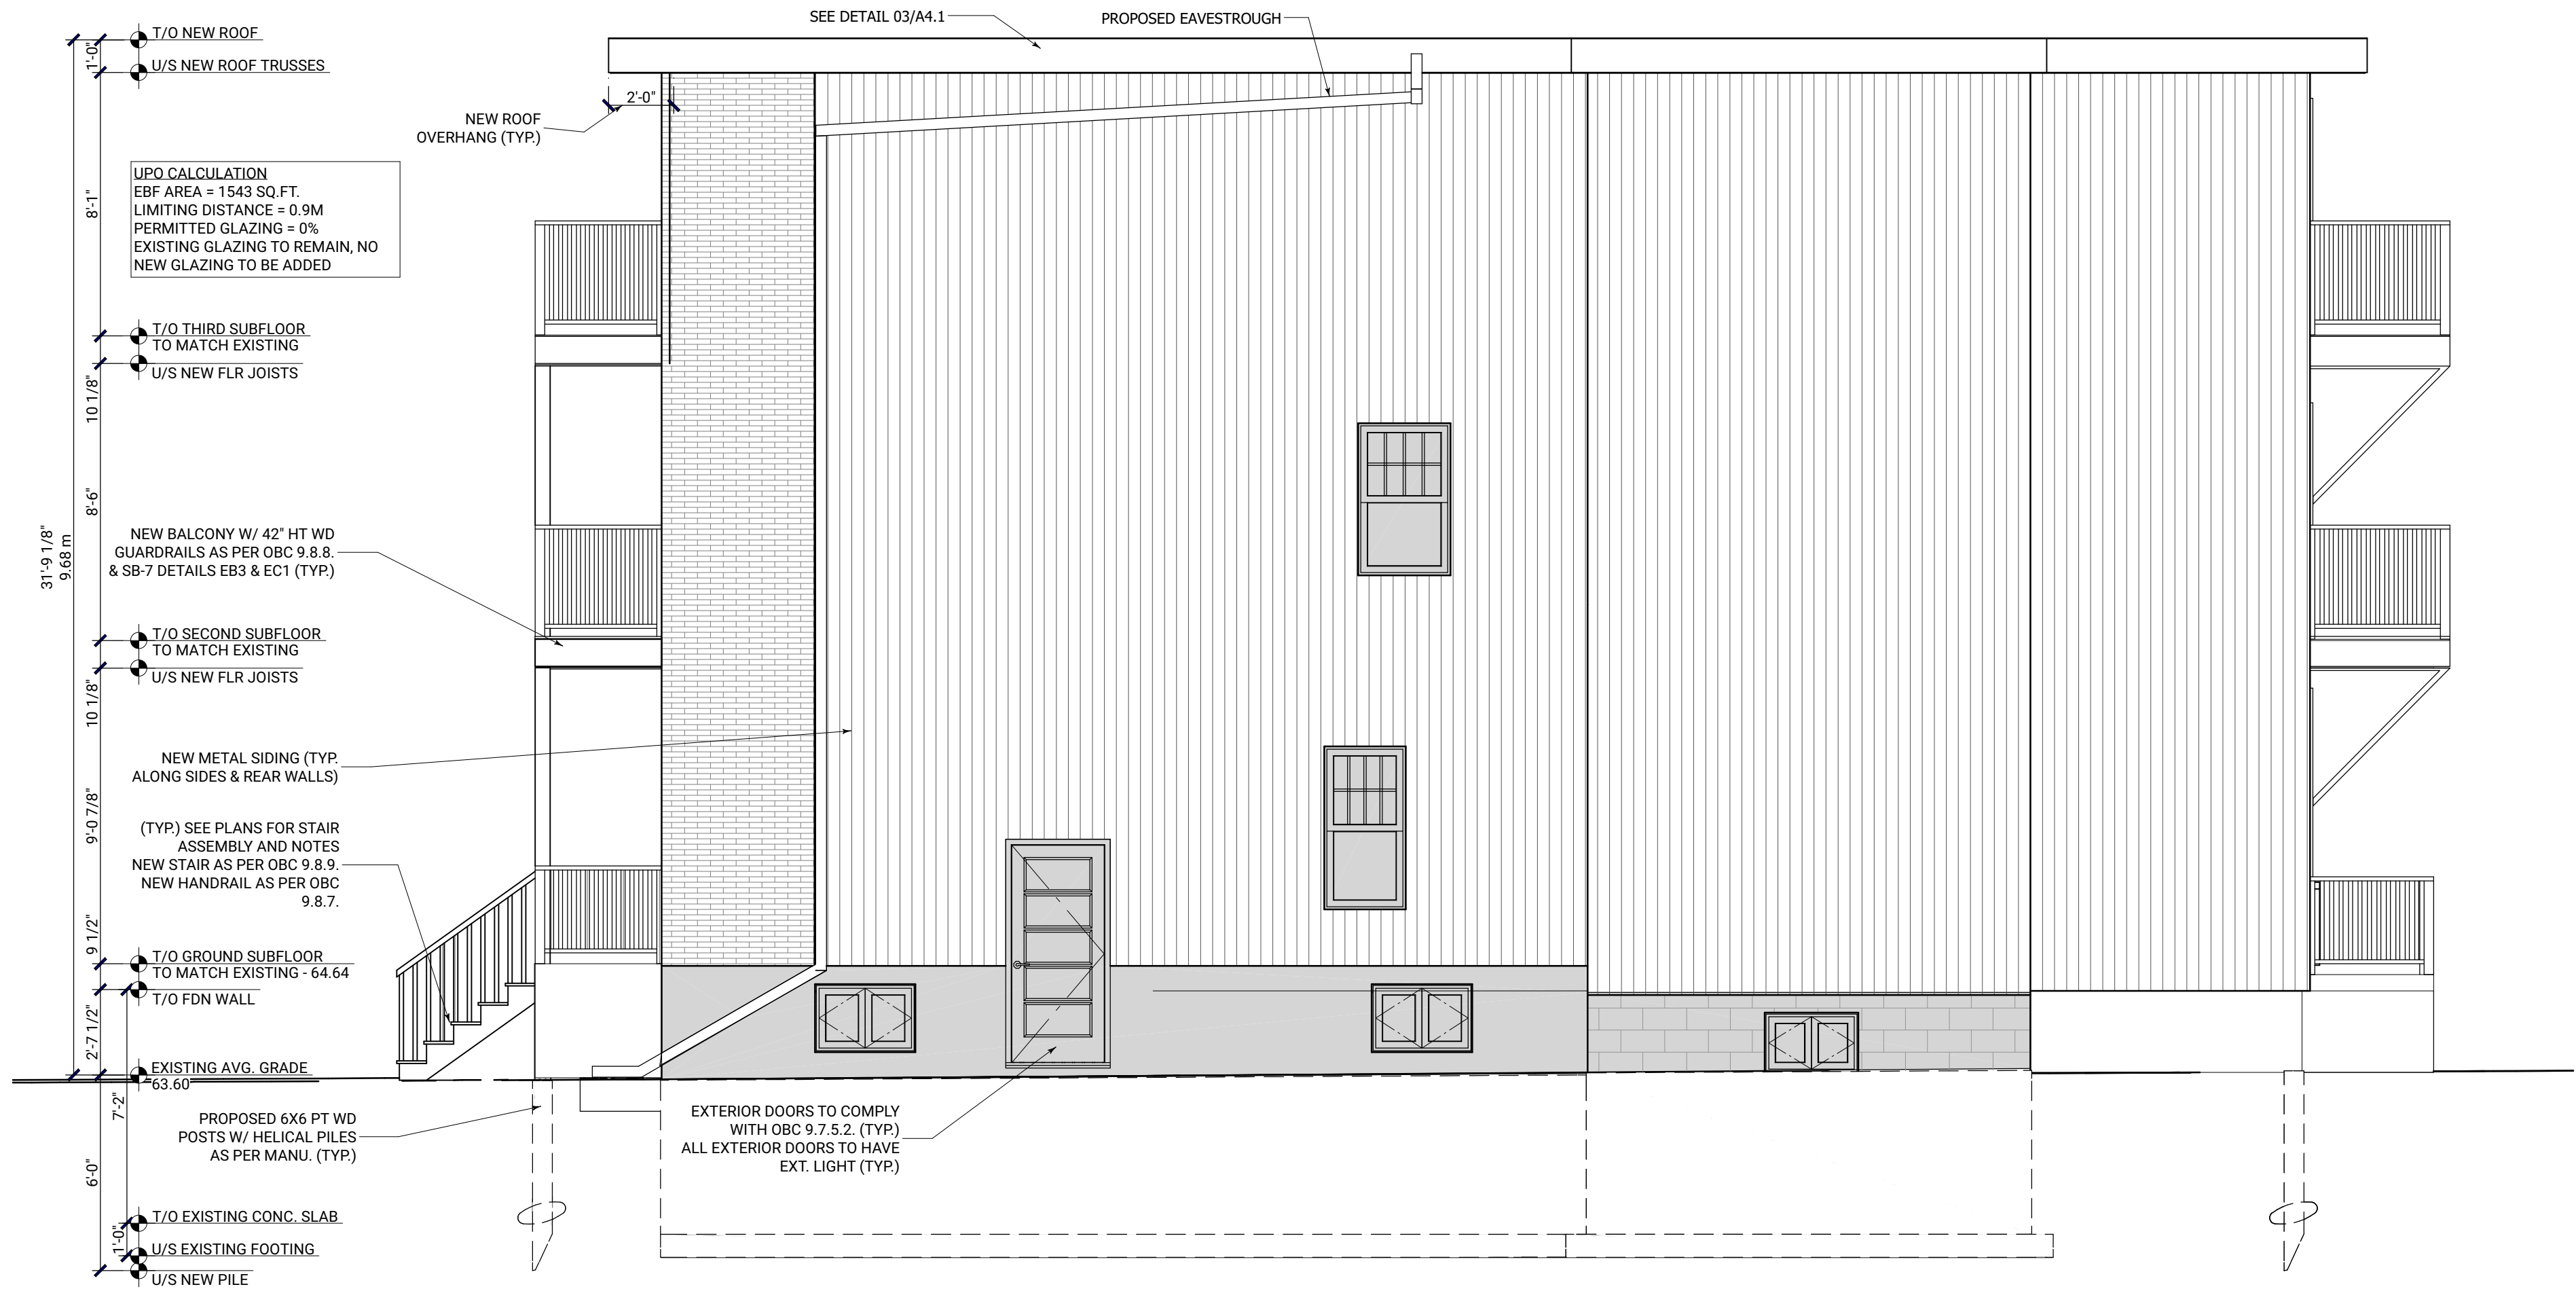 SEE DETAIL 03/A4.1
PROPOSED EAVESTROUGH
T/O NEW ROOF
1'-0"
U/S NEW ROOF TRUSSES
2'-0"
NEW ROOF
OVERHANG (TYP.)
UPO CALCULATION
EBF AREA = 1543 SQ.FT.
LIMITING DISTANCE = 0.9M
PERMITTED GLAZING = 0%
EXISTING GLAZING TO REMAIN, NO
NEW GLAZING TO BE ADDED
8'-1"
T/O THIRD SUBFLOOR
TO MATCH EXISTING
U/S NEW FLR JOISTS
10 1/8"
8'-6"
31'-9 1/8"
9.68 m
NEW BALCONY W/ 42" HT WD
GUARDRAILS AS PER OBC 9.8.8.
& SB-7 DETAILS EB3 & EC1 (TYP.)
T/O SECOND SUBFLOOR
TO MATCH EXISTING
U/S NEW FLR JOISTS
10 1/8"
NEW METAL SIDING (TYP.
ALONG SIDES & REAR WALLS)
9'-0 7/8"
(TYP.) SEE PLANS FOR STAIR
ASSEMBLY AND NOTES
NEW STAIR AS PER OBC 9.8.9.
NEW HANDRAIL AS PER OBC
9.8.7.
9 1/2"
T/O GROUND SUBFLOOR
TO MATCH EXISTING - 64.64
T/O FDN WALL
2'-7 1/2"
EXISTING AVG. GRADE
63.60
7'-2"
PROPOSED 6X6 PT WD
POSTS W/ HELICAL PILES
AS PER MANU. (TYP.)
EXTERIOR DOORS TO COMPLY
WITH OBC 9.7.5.2. (TYP.)
ALL EXTERIOR DOORS TO HAVE
EXT. LIGHT (TYP.)
6'-0"
T/O EXISTING CONC. SLAB
1'-0"
U/S EXISTING FOOTING
U/S NEW PILE